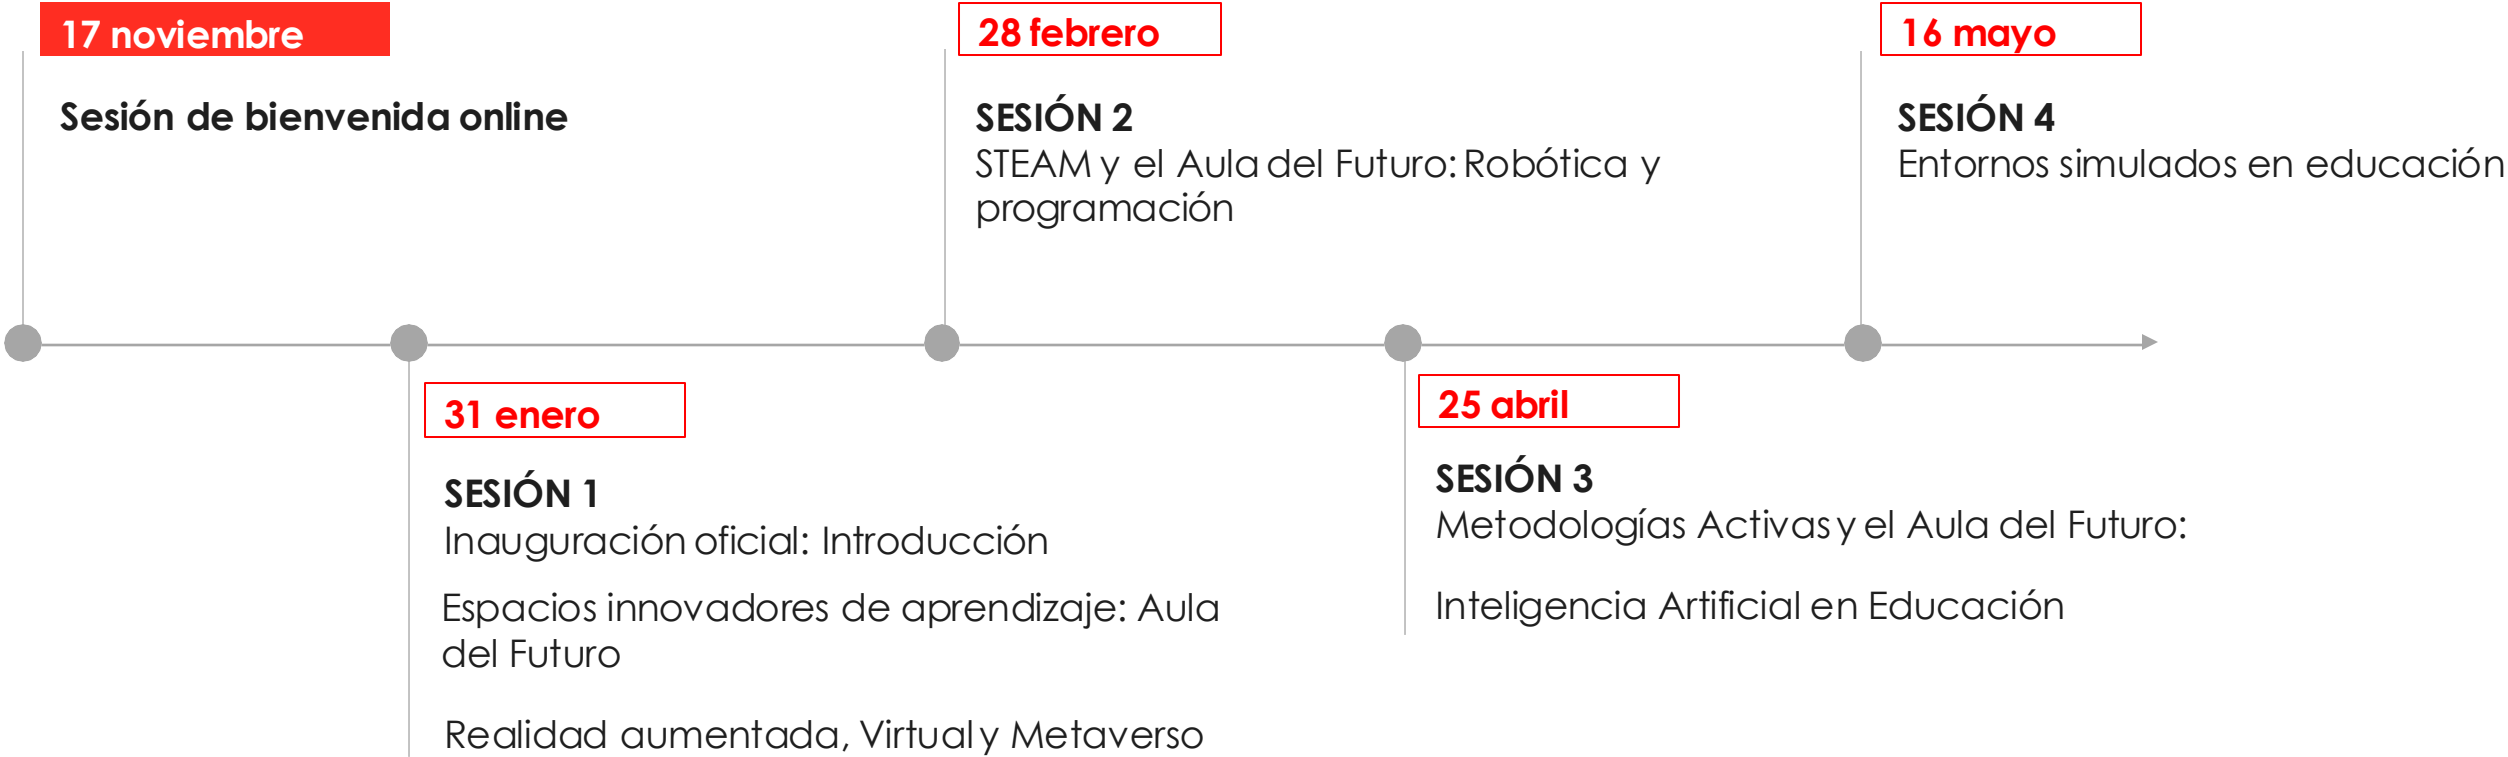 17 noviembre
Sesión de bienvenida online
31 enero
SESIÓN 1
Inauguración oficial: Introducción
Espacios innovadores de aprendizaje: Aula
del Futuro
Realidad aumentada, Virtual y Metaverso
28 febrero
SESIÓN 2
STEAM y el Aula del Futuro: Robótica y
programación
25 abril
SESIÓN 3
Metodologías Activas y el Aula del Futuro:
Inteligencia Artificial en Educación
16 mayo
SESIÓN 4
Entornos simulados en educación